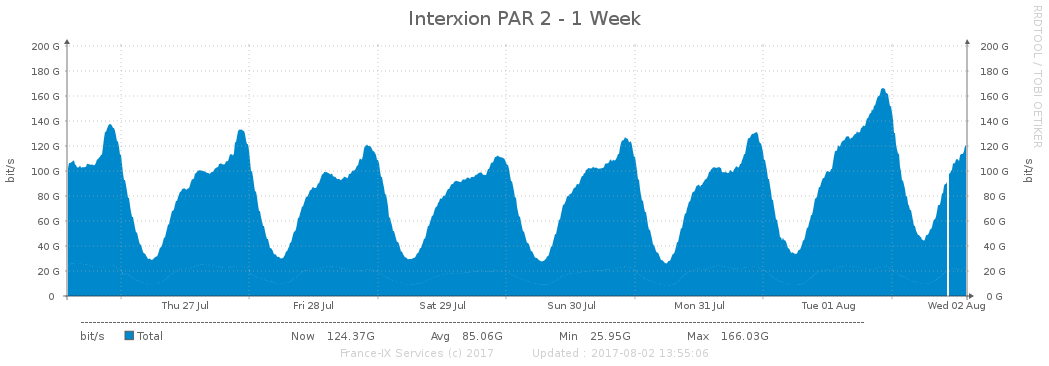 Interxion PAR 2 - 1 Week
RRDTOOL / TOBI OETIKER
200 G 200 G
180 G 180 G
160 G 160 G
140 G 140 G
120 G 120 G
100 G 100 G
80 G 80 G
60 G 60 G
40 G 40 G
20 G 20 G
0 0 G
bit/s
bit/s
Thu 27 Jul Fri 28 Jul Sat 29 Jul Sun 30 Jul Mon 31 Jul Tue 01 Aug Wed 02 Aug
bit/s Total Now 124.37G Avg 85.06G Min 25.95G Max 166.03G
France-IX Services (c) 2017 Updated : 2017-08-02 13:55:06